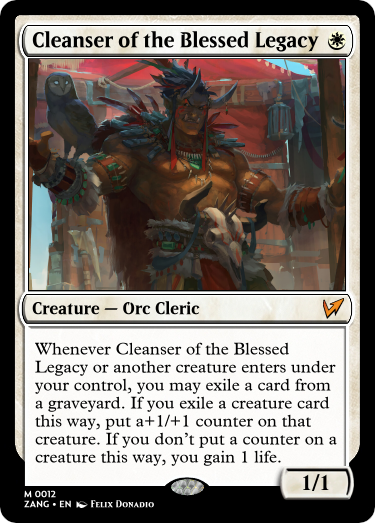 Cleanser of the Blessed Legacy
Creature — Orc Cleric
Whenever Cleanser of the Blessed
Legacy or another creature enters under
your control, you may exile a card from
a graveyard. If you exile a creature card
this way, put a+1/+1 counter on that
creature. If you don't put a counter on a
creature this way, you gain 1 life.
1/1
M 0012
ZANG • EN Felix Donadio